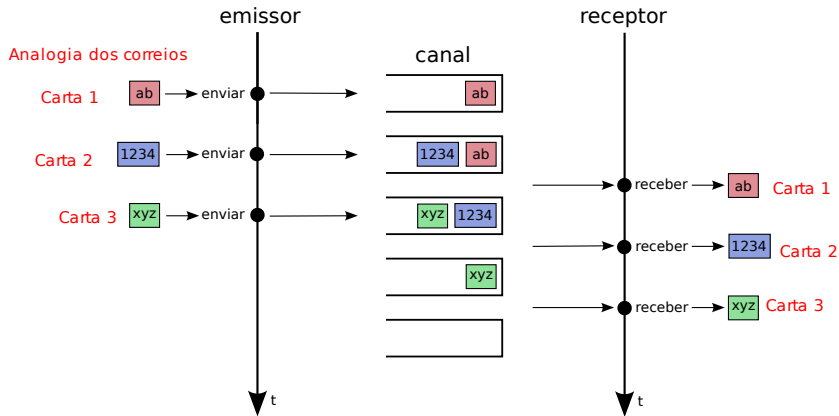 emissor
receptor
Analogia dos correios
canal
Carta 1
ab
enviar
ab
Carta 2
1234
enviar
1234
ab
receber
ab
Carta 1
Carta 3
xyz
enviar
xyz
1234
receber
1234
Carta 2
xyz
receber
xyz
Carta 3
t
t